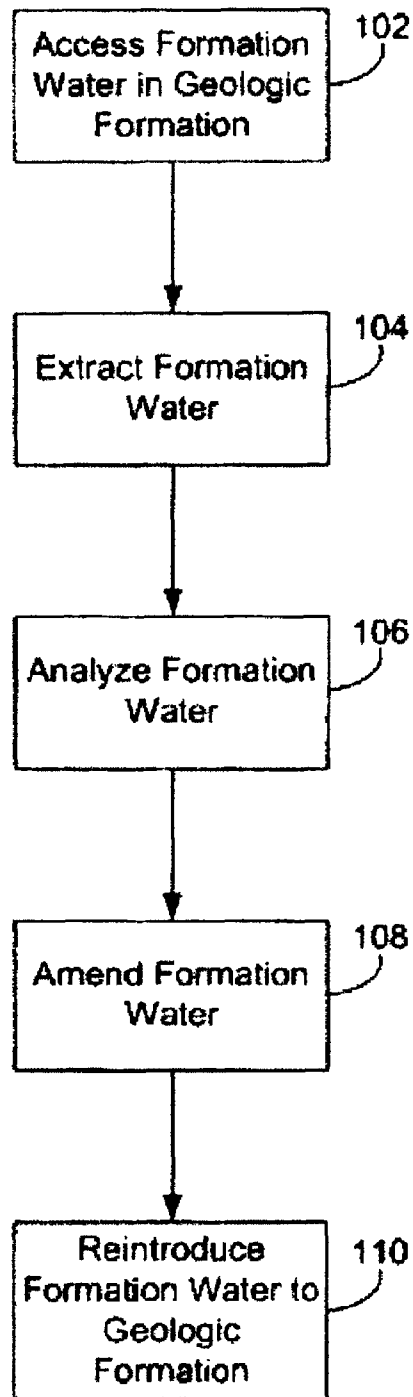 Access Formation
Water in Geologic
Formation
102
Extract Formation
Water
104
Analyze Formation
Water
106
Amend Formation
Water
108
Reintroduce
Formation Water to
Geologic
Formation
110